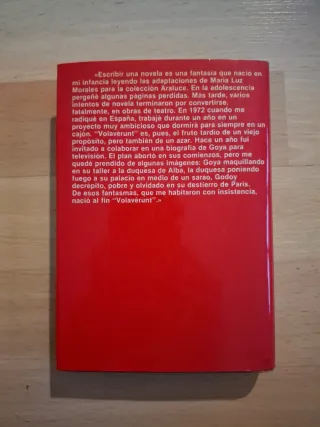 «Escribir una novela es una fantasía que nació en
mi infancia leyendo las adaptaciones de María Luz
Morales para la colección Araluce. En la adolescencia
pergeñé algunas páginas perdidas. Más tarde, varios
intentos de novela terminaron por convertirse,
fatalmente, en obras de teatro. En 1972 cuando me
radiqué en España, trabajé durante un año en un
proyecto muy ambicioso que dormirá para siempre en un
cajón. "Volavérunt" es, pues, el fruto tardío de un viejo
propósito, pero también de un azar. Hace un año fui
invitado a colaborar en una biografía de Goya para
televisión. El plan abortó en sus comienzos, pero me
quedé prendido de algunas imágenes: Goya maquillando
en su taller a la duquesa de Alba, la duquesa poniendo
fuego a su palacio en medio de un sarao, Godoy
decrépito, pobre y olvidado en su destierro de París.
De esos fantasmas, que me habitaron con insistencia,
nació al fin "Volavérunt".»